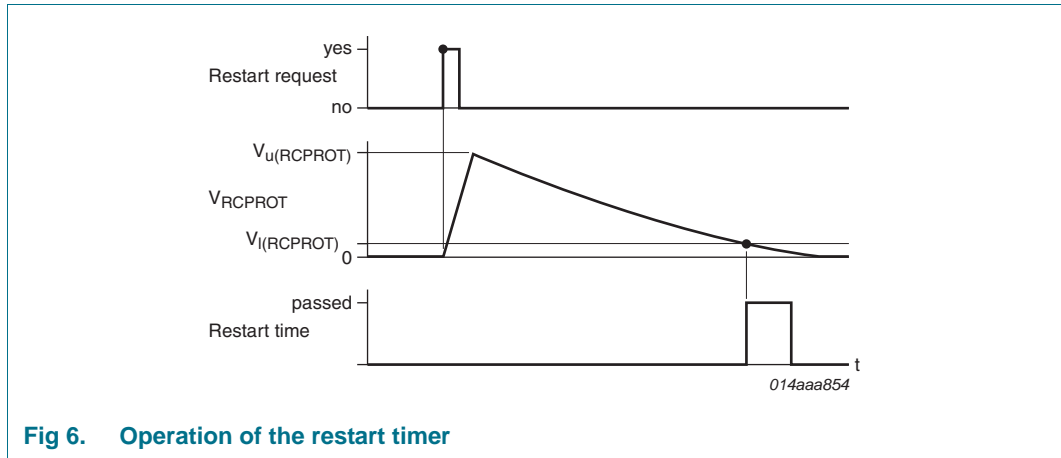 yes
Restart request
no
Vu(RCPROT)
VRCPROT
Vl(RCPROT)
0
passed
Restart time
t
014aaa854
Fig 6. Operation of the restart timer